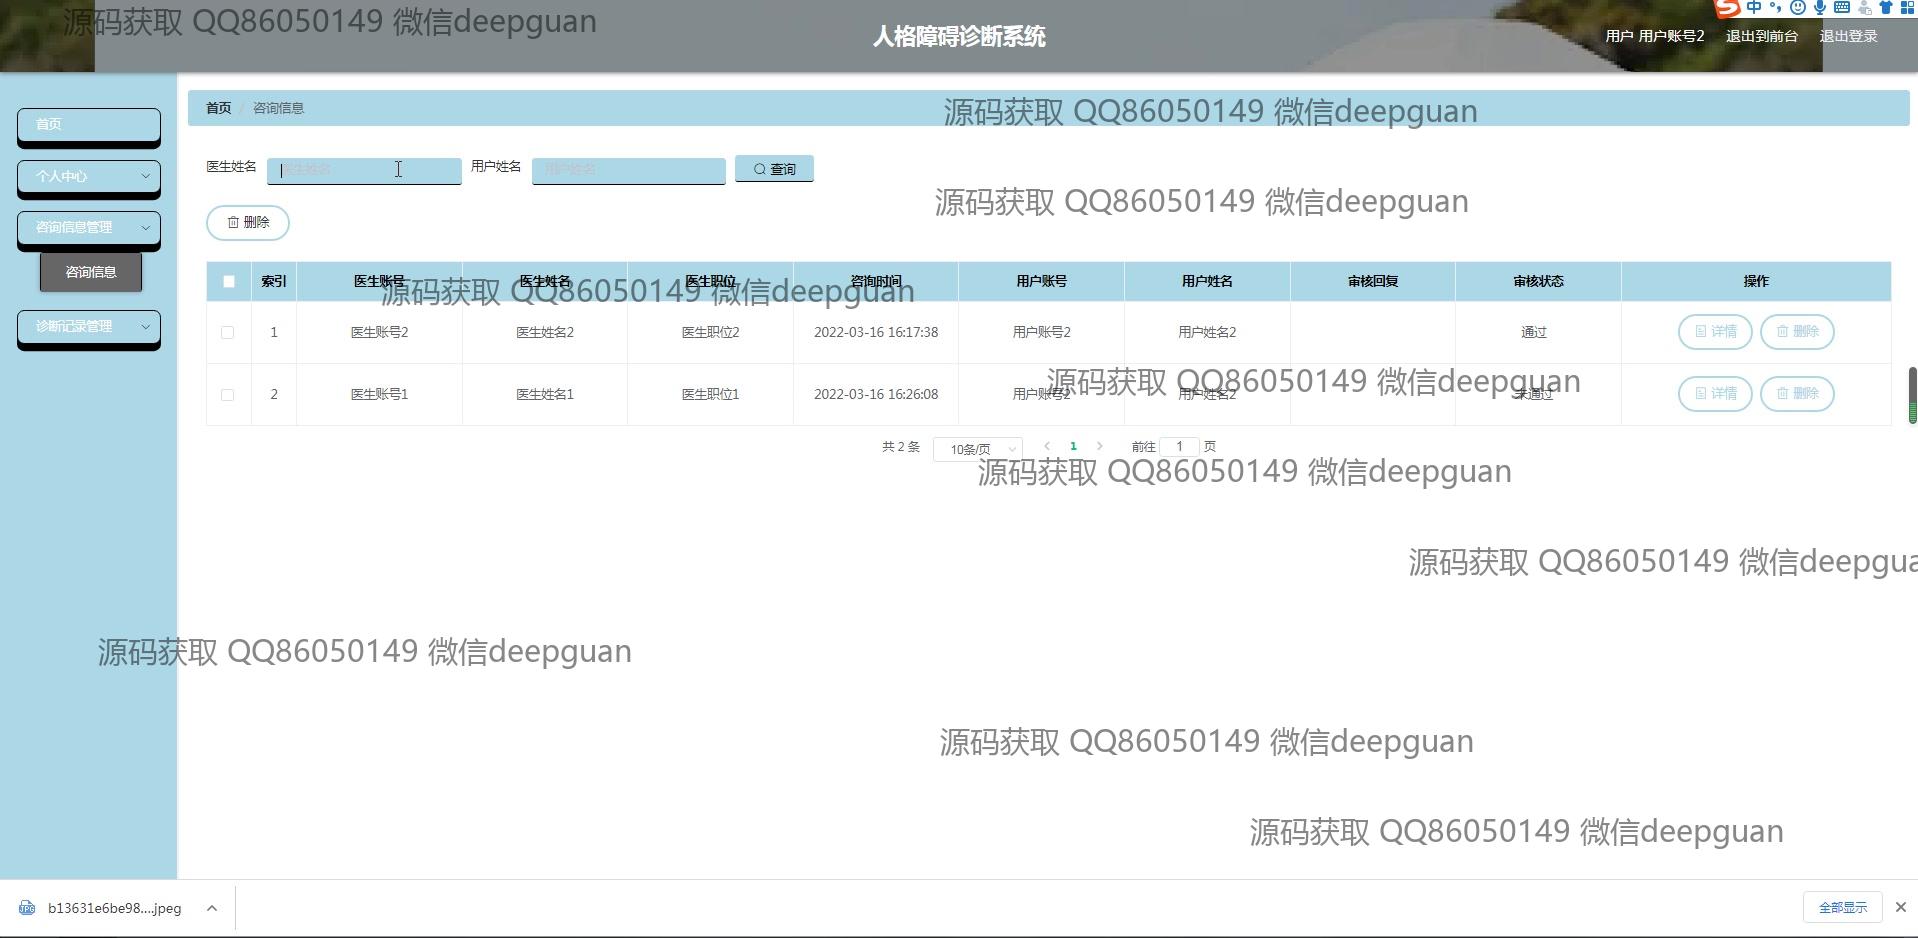 源码获取 QQ86050149 微信deepguan
人格障碍诊断系统
中
用户 用户账号2 退出到前台 退出登录
首页
个人中心
咨询信息管理
咨询信息
诊断记录管理
首页 / 咨询信息
源码获取 QQ86050149 微信deepguan
医生姓名 医生姓名 用户姓名 用户姓名 查询
源码获取 QQ86050149 微信deepguan
删除
索引 医生账号 医生姓名 医生职位 咨询时间 用户账号 用户姓名 审核回复 审核状态 操作
源码获取 QQ86050149 微信deepguan
1 医生账号2 医生姓名2 医生职位2 2022-03-16 16:17:38 用户账号2 用户姓名2 通过 详情 删除
源码获取 QQ86050149 微信deepguan
2 医生账号1 医生姓名1 医生职位1 2022-03-16 16:26:08 用户账号2 用户姓名2 未通过 详情 删除
共 2 条 10条/页 < 1 > 前往 1 页
源码获取 QQ86050149 微信deepguan
源码获取 QQ86050149 微信deepgua
源码获取 QQ86050149 微信deepguan
源码获取 QQ86050149 微信deepguan
源码获取 QQ86050149 微信deepguan
b13631e6be98....jpeg
全部显示